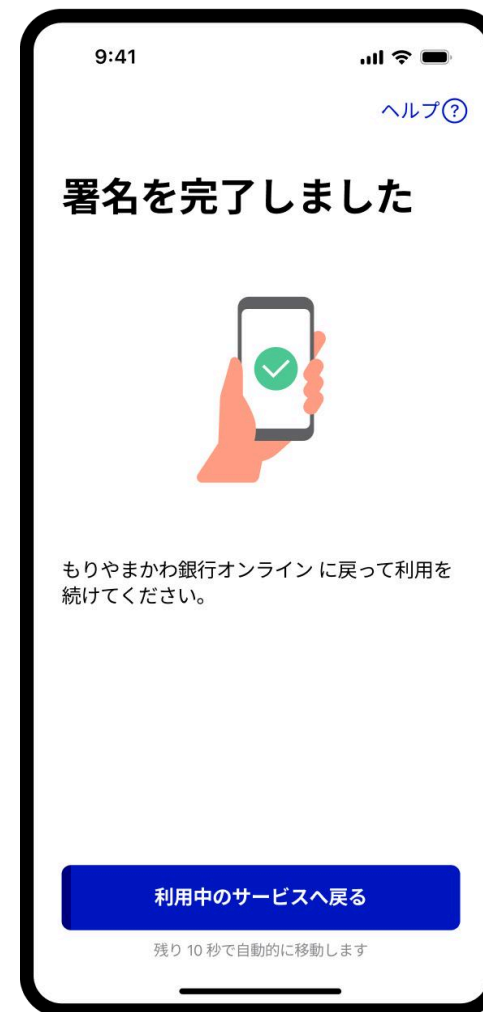 9:41
ヘルプ?
署名を完了しました
もりやまかわ銀行オンライン に戻って利用を
続けてください。
利用中のサービスへ戻る
残り 10 秒で自動的に移動します